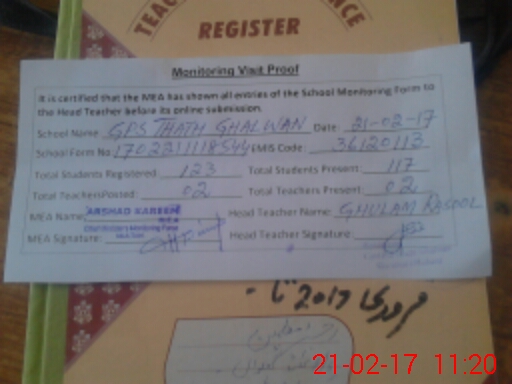 REGISTER
Monitoring Visit Proof
It is certified that the MEA has shown all entries of the School Monitoring Form to
the Head Teacher before its online submission.
School Name GPS THATH GHALWAN Date: 21-02-17
School Form No 17022111118544 EMIS Code: 36120113
Total Students Registered: 123 Total Students Present: 117
Total Teachers Posted: 02 Total Teachers Present: 02
MEA Name: ARSHAD KAREEM Head Teacher Name: GHULAM RASOOL
MEA Signature: Head Teacher Signature:
فروری 2017 تا
21-02-17 11:20